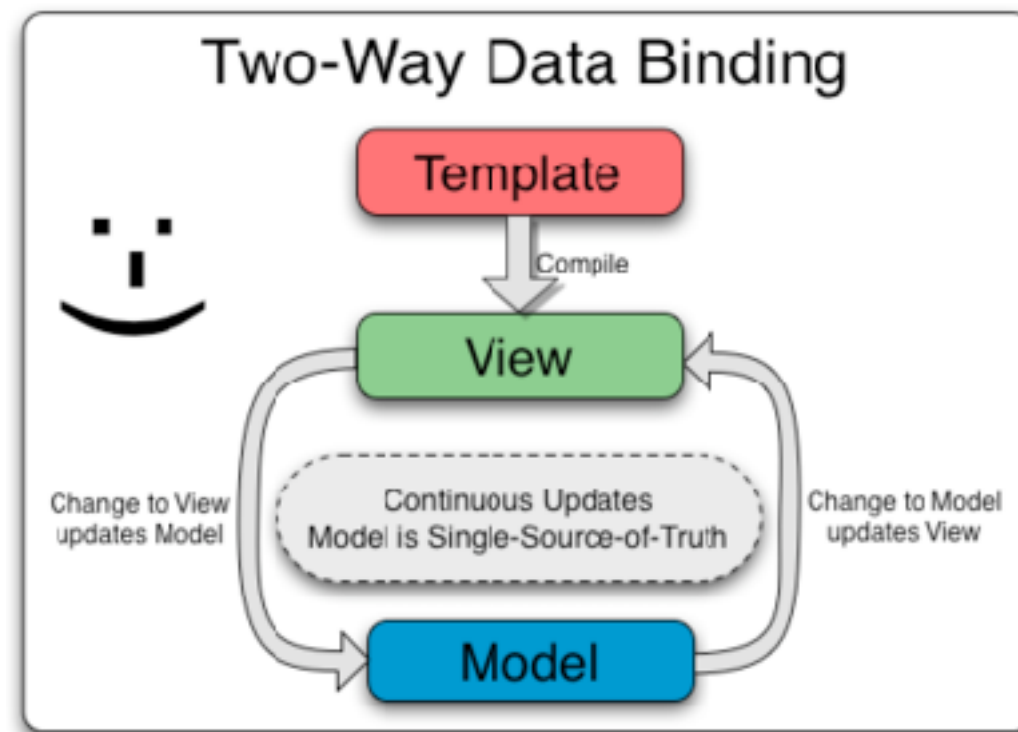 Two-Way Data Binding
Template
Compile
View
Change to View
updates Model
Continuous Updates
Model is Single-Source-of-Truth
Change to Model
updates View
Model